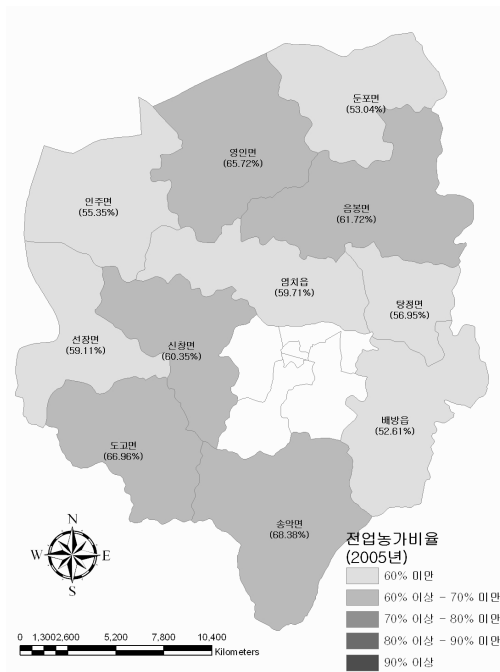 둔포면
(53.04%)
영인면
(65.72%)
인주면
(55.35%)
음봉면
(61.72%)
염치읍
(59.71%)
탕정면
(56.95%)
선장면
(59.11%)
신창면
(60.35%)
배방읍
(52.61%)
도고면
(66.96%)
송악면
(68.38%)
N
W
E
S
전업농가비율
(2005년)
60% 미만
60% 이상 - 70% 미만
70% 이상 - 80% 미만
80% 이상 - 90% 미만
90% 이상
0 1,300 2,600 5,200 7,800 10,400
Kilometers